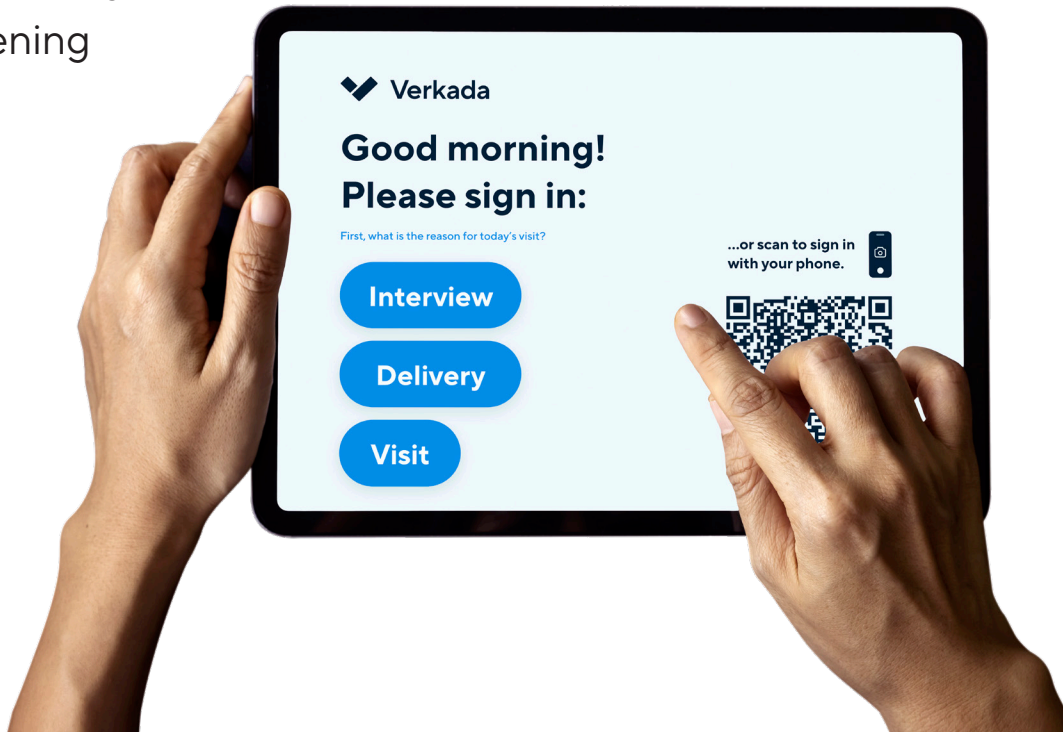 ening
Verkada
Good morning!
Please sign in:
First, what is the reason for today's visit?
...or scan to sign in
with your phone.
Interview
Delivery
Visit